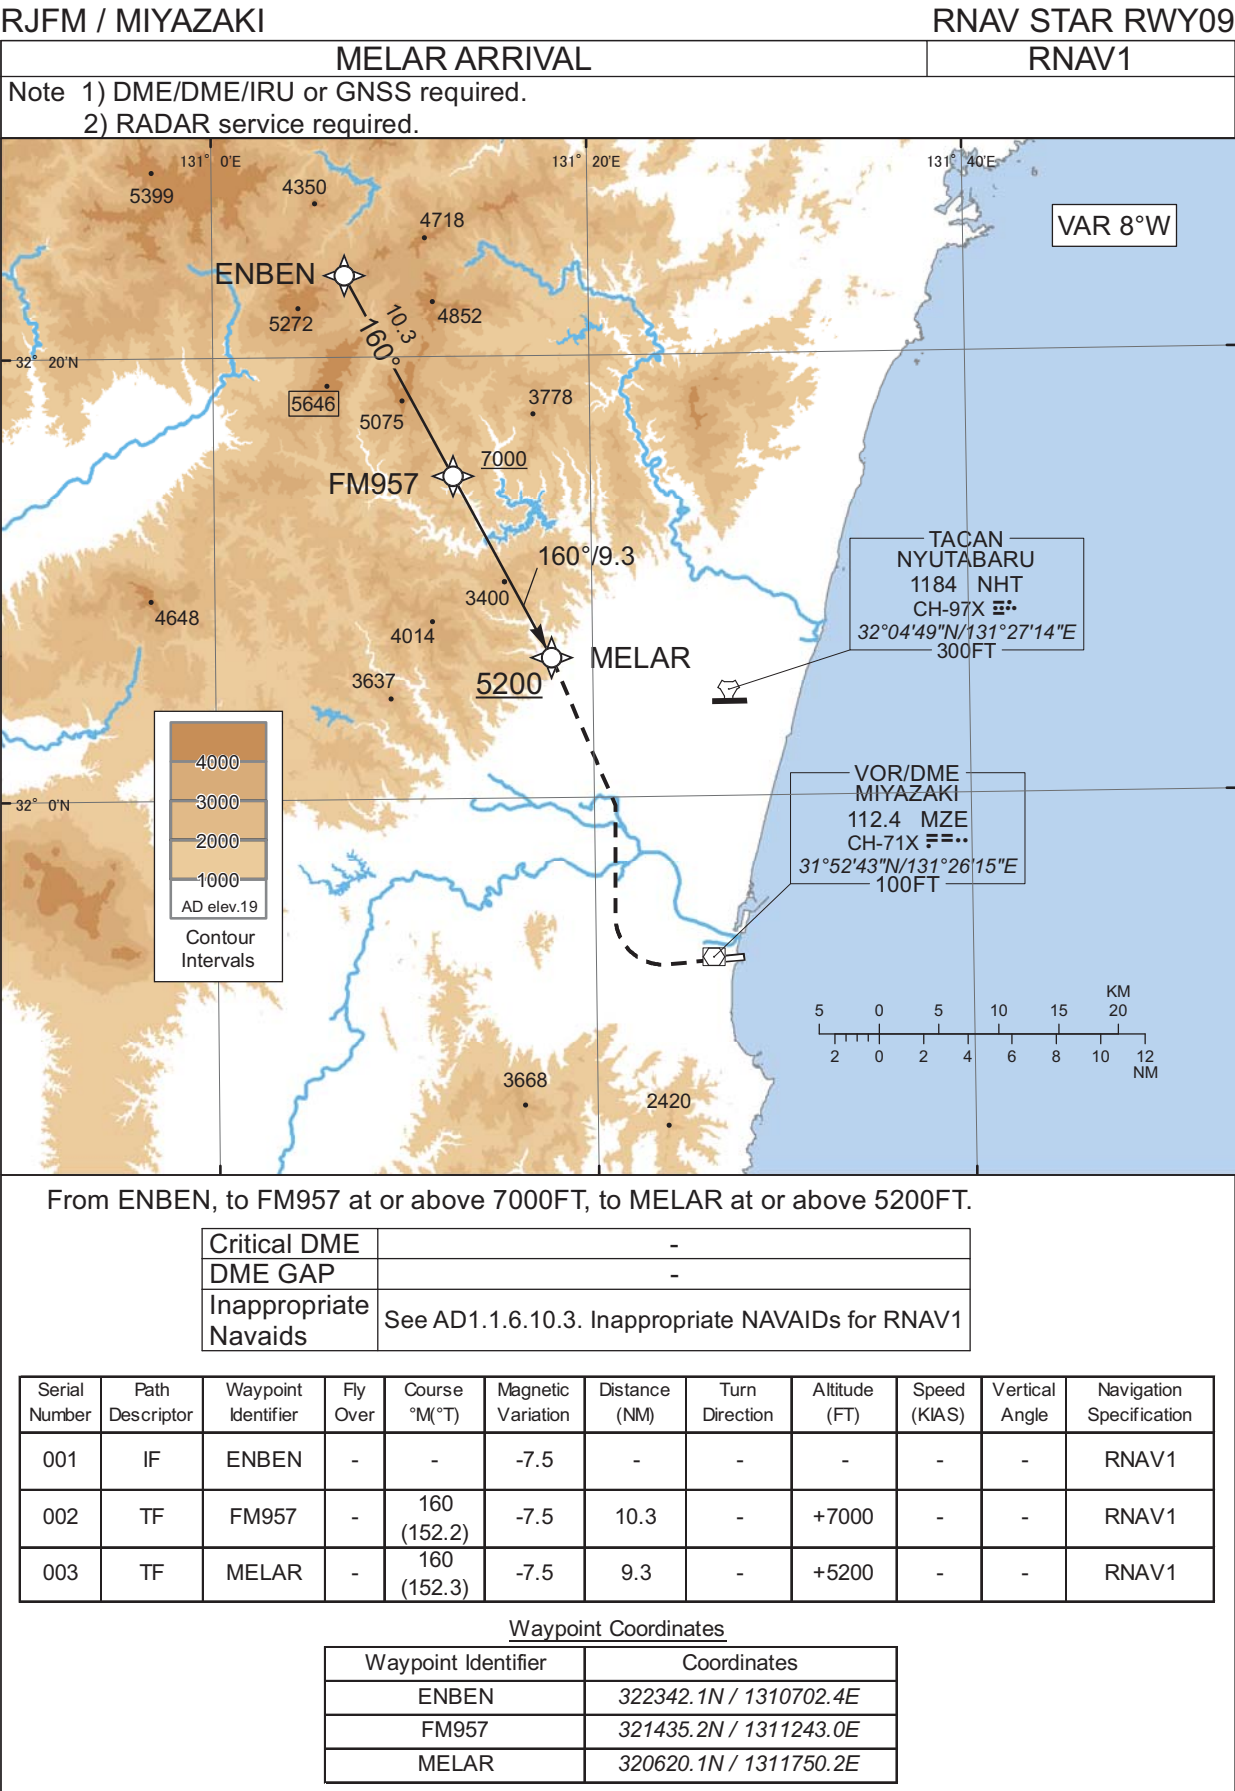 RJFM / MIYAZAKI
RNAV STAR RWY09
MELAR ARRIVAL
RNAV1
Note 1) DME/DME/IRU or GNSS required.
2) RADAR service required.
131° 0'E
131° 20'E
131° 40'E
5399
4350
4718
VAR 8°W
ENBEN
5272
10.3
160°
4852
32° 20'N
5646
5075
3778
FM957
7000
160°/9.3
3400
4648
4014
MELAR
3637
5200
TACAN
NYUTABARU
1184 NHT
CH-97X
32°04'49"N/131°27'14"E
300FT
4000
3000
2000
1000
AD elev.19
Contour
Intervals
32° 0'N
VOR/DME
MIYAZAKI
112.4 MZE
CH-71X
31°52'43"N/131°26'15"E
100FT
KM
5 0 5 10 15 20
2 0 2 4 6 8 10 12
NM
3668
2420
From ENBEN, to FM957 at or above 7000FT, to MELAR at or above 5200FT.
Critical DME -
DME GAP -
Inappropriate
Navaids
See AD1.1.6.10.3. Inappropriate NAVAIDs for RNAV1
Serial Number Path Descriptor Waypoint Identifier Fly Over Course °M(°T) Magnetic Variation Distance (NM) Turn Direction Altitude (FT) Speed (KIAS) Vertical Angle Navigation Specification
001 IF ENBEN - - -7.5 - - - - - RNAV1
002 TF FM957 - 160 (152.2) -7.5 10.3 - +7000 - - RNAV1
003 TF MELAR - 160 (152.3) -7.5 9.3 - +5200 - - RNAV1
Waypoint Coordinates
Waypoint Identifier Coordinates
ENBEN 322342.1N / 1310702.4E
FM957 321435.2N / 1311243.0E
MELAR 320620.1N / 1311750.2E